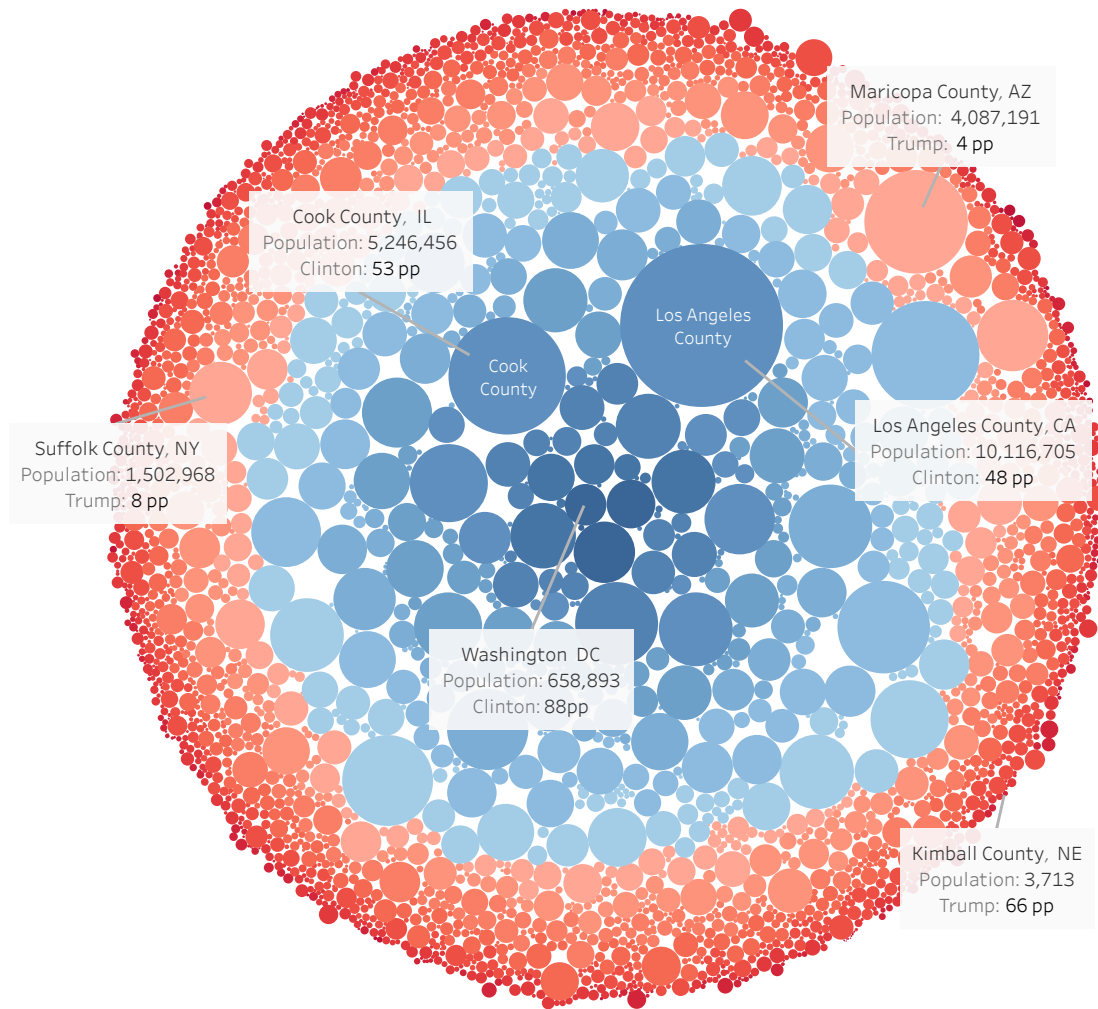 Maricopa County, AZ
Population: 4,087,191
Trump: 4 pp
Cook County, IL
Population: 5,246,456
Clinton: 53 pp
Los Angeles
County
Cook
County
Los Angeles County, CA
Population: 10,116,705
Clinton: 48 pp
Suffolk County, NY
Population: 1,502,968
Trump: 8 pp
Washington DC
Population: 658,893
Clinton: 88pp
Kimball County, NE
Population: 3,713
Trump: 66 pp